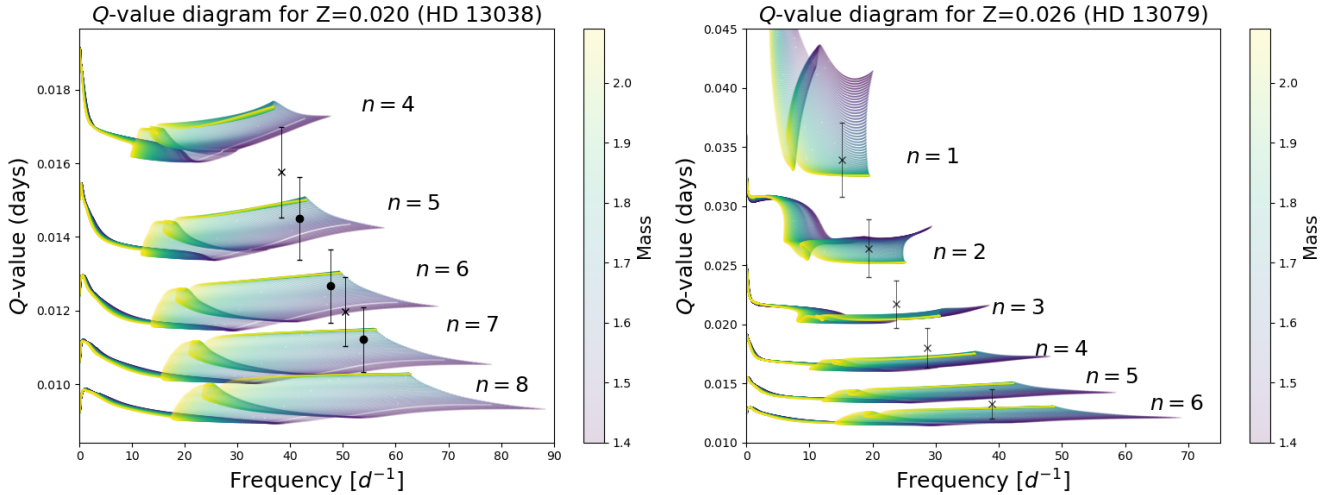 Q-value diagram for Z=0.020 (HD 13038)
Q-value (days)
0.018
0.016
0.014
0.012
0.010
n = 4
n = 5
n = 6
n = 7
n = 8
0 10 20 30 40 50 60 70 80 90
Frequency [d⁻¹]
2.0
1.9
1.8
1.7
1.6
1.5
1.4
Mass
Q-value diagram for Z=0.026 (HD 13079)
Q-value (days)
0.045
0.040
0.035
0.030
0.025
0.020
0.015
0.010
n = 1
n = 2
n = 3
n = 4
n = 5
n = 6
0 10 20 30 40 50 60 70
Frequency [d⁻¹]
2.0
1.9
1.8
1.7
1.6
1.5
1.4
Mass